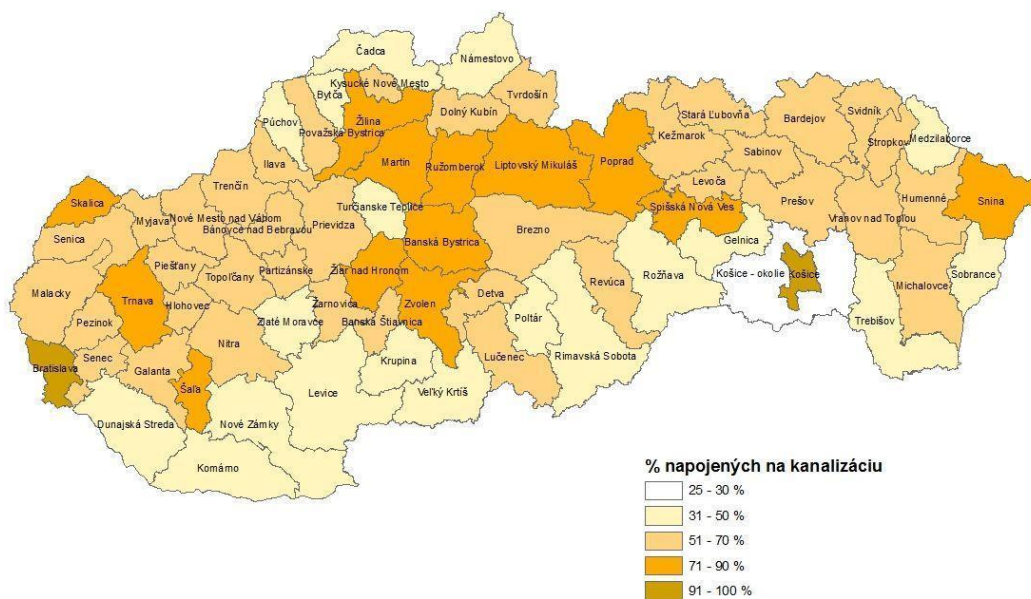 Čadca
Námestovo
Kysucké Nové Mesto
Bytča
Tvrdošín
Púchov
Žilina
Dolný Kubín
Stará Ľubovňa
Svidník
Bardejov
Považská Bystrica
Kežmarok
Stropkov
Medzilaborce
Ilava
Martin
Ružomberok
Liptovský Mikuláš
Poprad
Sabinov
Trenčín
Levoča
Humenné
Skalica
Turčianske Teplice
Spišská Nová Ves
Prešov
Snina
Myjava
Nové Mesto nad Váhom
Prievidza
Vranov nad Topľou
Senica
Bánovce nad Bebravou
Banská Bystrica
Brezno
Gelnica
Piešťany
Topoľčany
Partizánske
Žiar nad Hronom
Rožňava
Košice - okolie
Košice
Sobrance
Malacky
Trnava
Hlohovec
Žarnovica
Zvolen
Detva
Revúca
Michalovce
Pezinok
Zlaté Moravce
Banská Štiavnica
Poltár
Trebišov
Nitra
Lučenec
Rimavská Sobota
Senec
Krupina
Bratislava
Galanta
Šaľa
Levice
Veľký Krtíš
Dunajská Streda
Nové Zámky
Komárno
% napojených na kanalizáciu
25 - 30 %
31 - 50 %
51 - 70 %
71 - 90 %
91 - 100 %